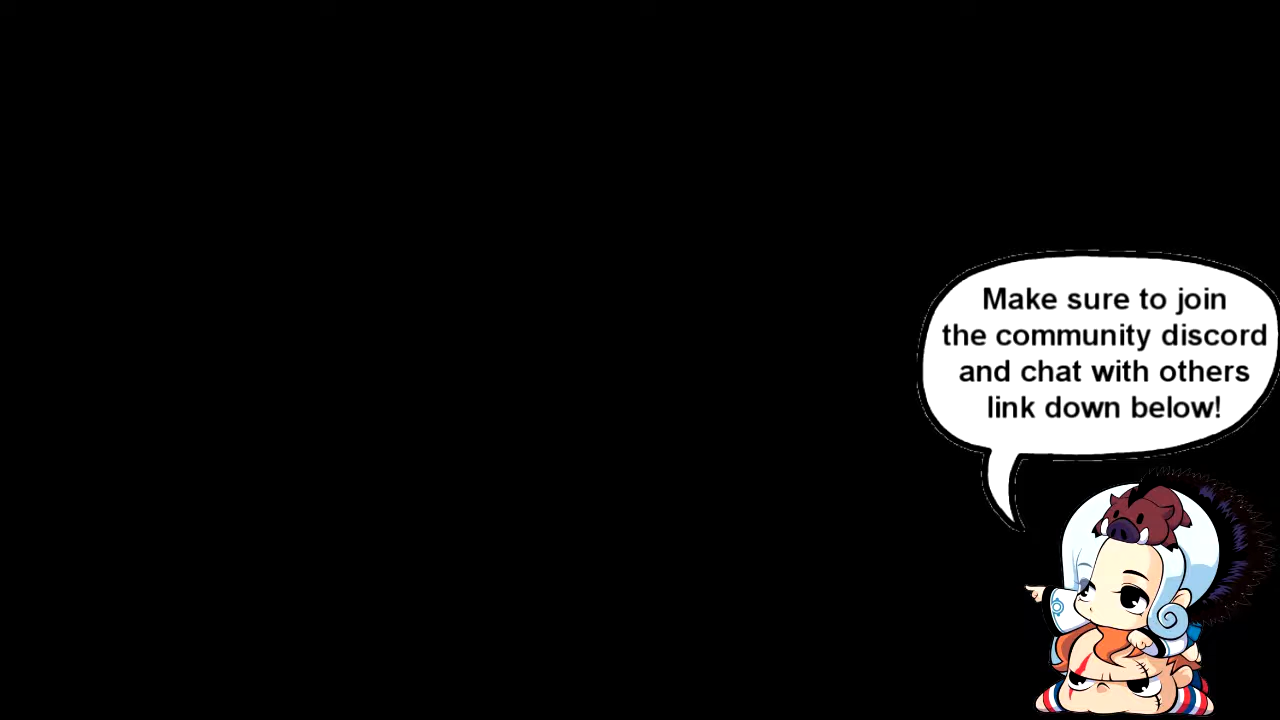 Make sure to join
the community discord
and chat with others
link down below!